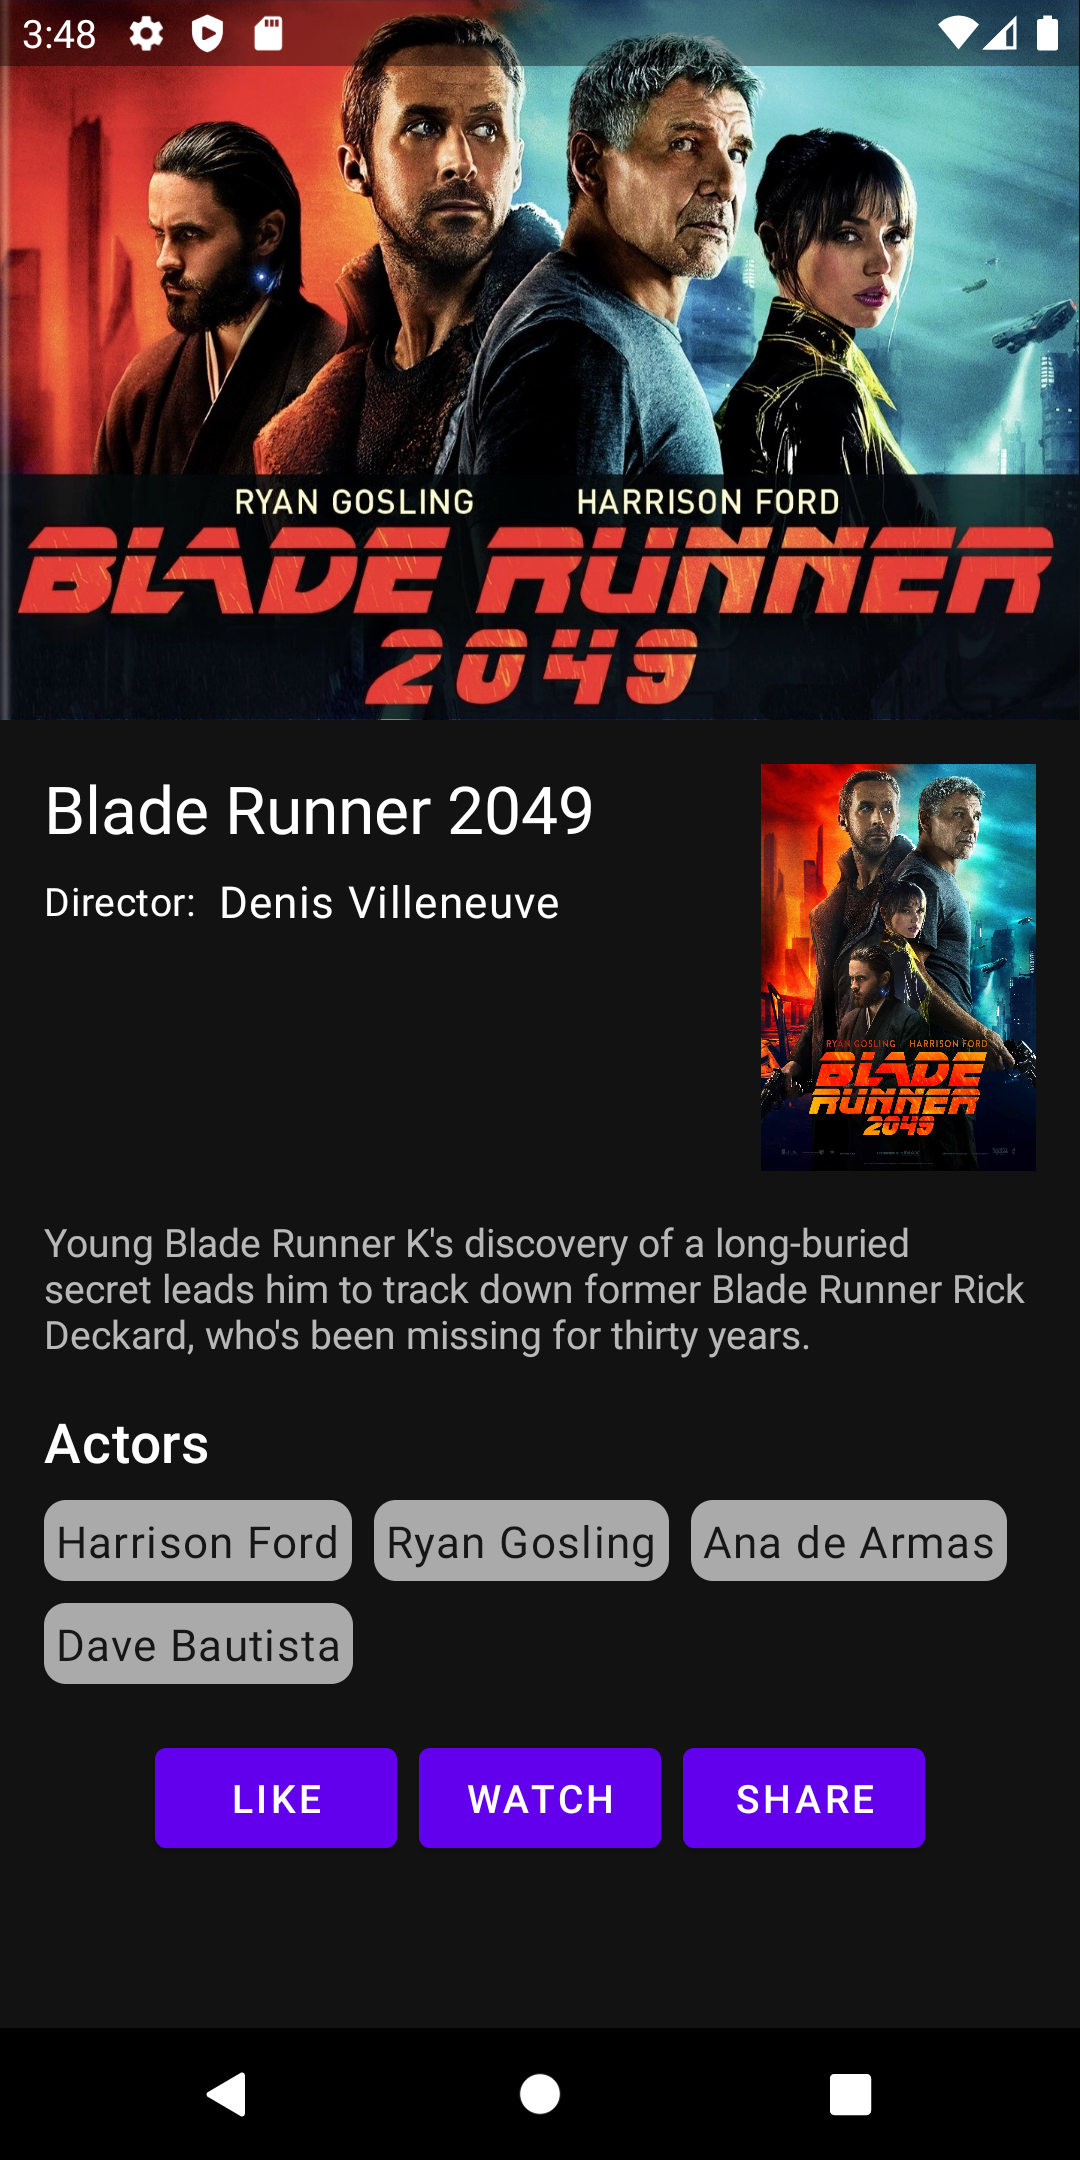 3:48
RYAN GOSLING HARRISON FORD
BLADE RUNNER
2049
Blade Runner 2049
Director: Denis Villeneuve
RYAN GOSLING HARRISON FORD
BLADE
RUNNER
2049
Young Blade Runner K's discovery of a long-buried
secret leads him to track down former Blade Runner Rick
Deckard, who's been missing for thirty years.
Actors
Harrison Ford Ryan Gosling Ana de Armas
Dave Bautista
LIKE WATCH SHARE